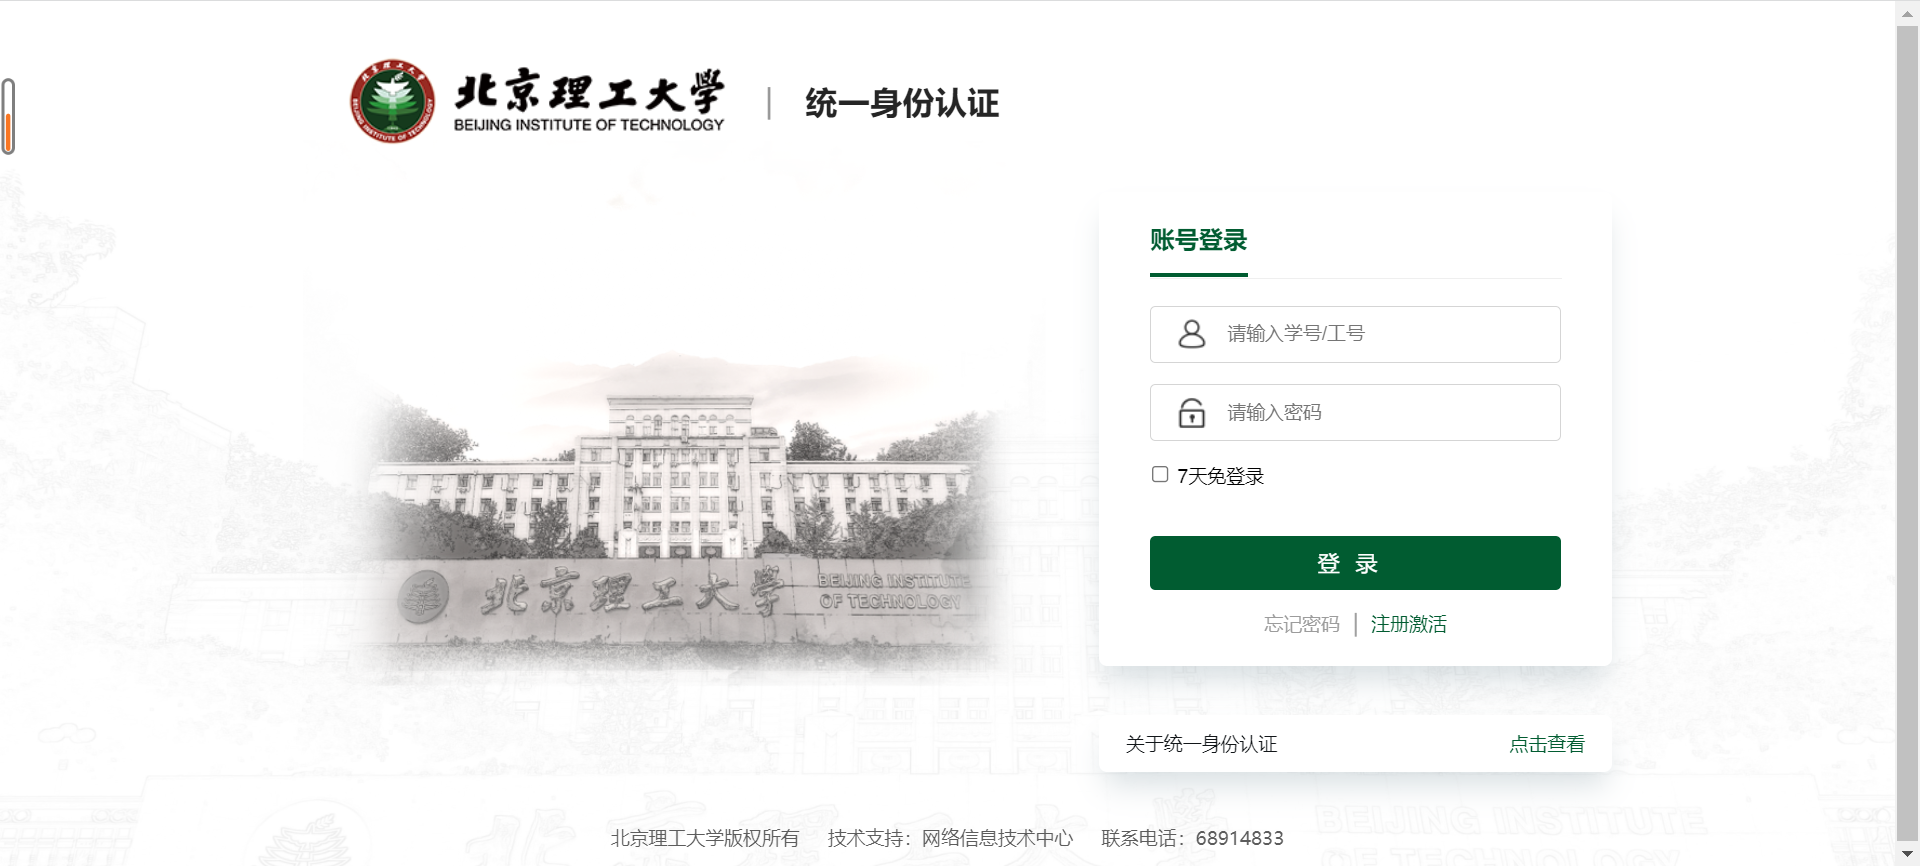 北京理工大学
BEIJING INSTITUTE OF TECHNOLOGY
统一身份认证
账号登录
请输入学号/工号
请输入密码
7天免登录
登 录
忘记密码 | 注册激活
北京理工大学
BEIJING INSTITUTE
OF TECHNOLOGY
关于统一身份认证 点击查看
北京理工大学版权所有 技术支持：网络信息技术中心 联系电话：68914833